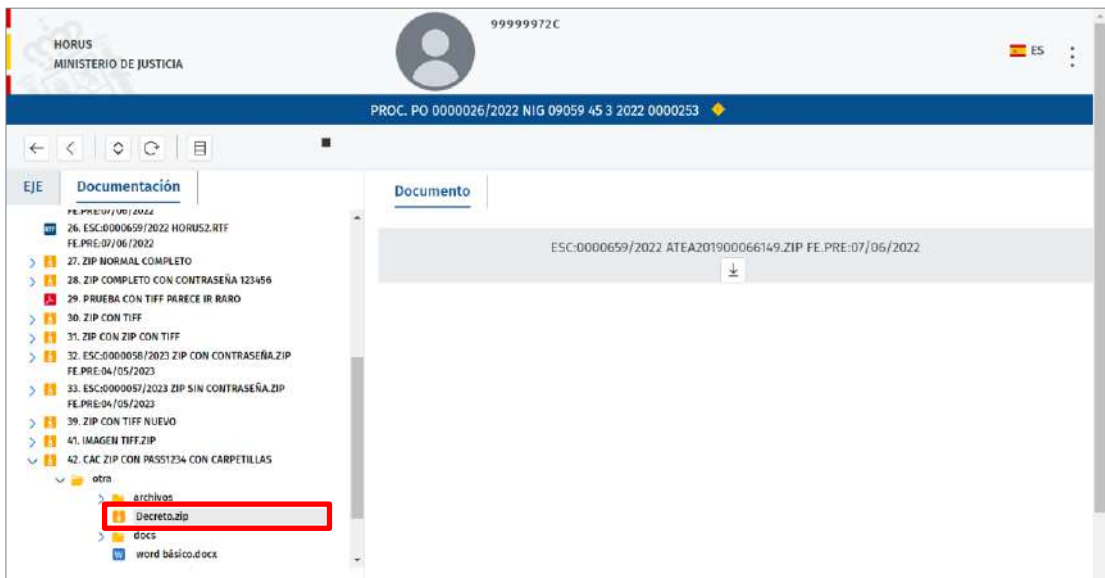 99999972C
HORUS
MINISTERIO DE JUSTICIA
ES
PROC. PO 0000026/2022 NIG 09059 45 3 2022 0000253
EJE
Documentación
Documento
FE.PRE:07/06/2022
26. ESC:0000659/2022 HORUS2.RTF
FE.PRE:07/06/2022
27. ZIP NORMAL COMPLETO
28. ZIP COMPLETO CON CONTRASEÑA 123456
29. PRUEBA CON TIFF PARECE IR RARO
30. ZIP CON TIFF
31. ZIP CON ZIP CON TIFF
32. ESC:0000058/2023 ZIP CON CONTRASEÑA.ZIP
FE.PRE:04/05/2023
33. ESC:0000057/2023 ZIP SIN CONTRASEÑA.ZIP
FE.PRE:04/05/2023
39. ZIP CON TIFF NUEVO
41. IMAGEN TIFF.ZIP
42. CAC ZIP CON PASS1234 CON CARPETILLAS
otra
archivos
Decreto.zip
docs
word básico.docx
ESC:0000659/2022 ATEA201900066149.ZIP FE.PRE:07/06/2022